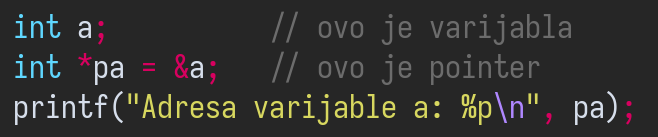 int a;          // ovo je varijabla
int *pa = &a;   // ovo je pointer
printf("Adresa varijable a: %p\n", pa);